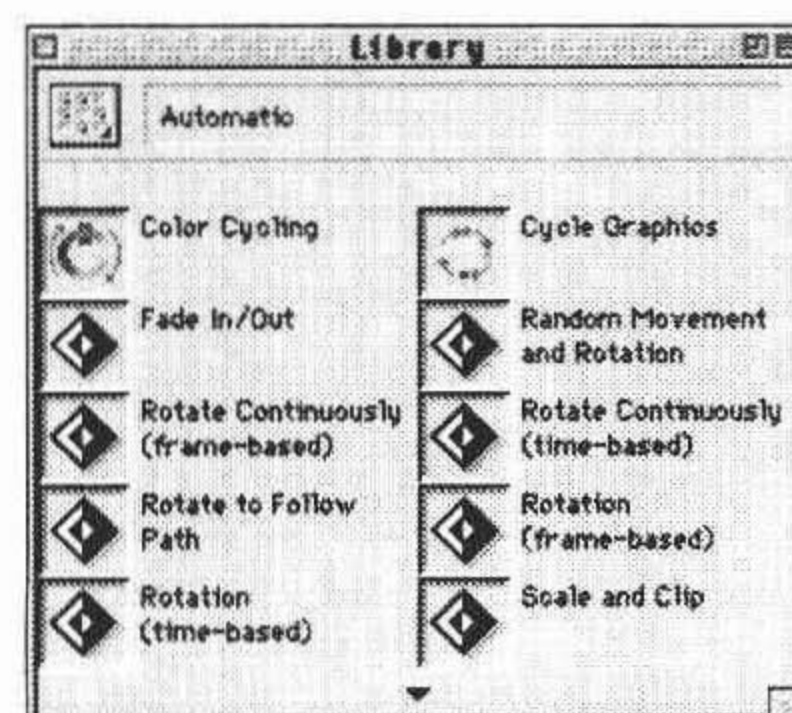 Library
Automatic
Color Cycling
Cycle Graphics
Fade In/Out
Random Movement
and Rotation
Rotate Continuously
(frame-based)
Rotate Continuously
(time-based)
Rotate to Follow
Path
Rotation
(frame-based)
Rotation
(time-based)
Scale and Clip